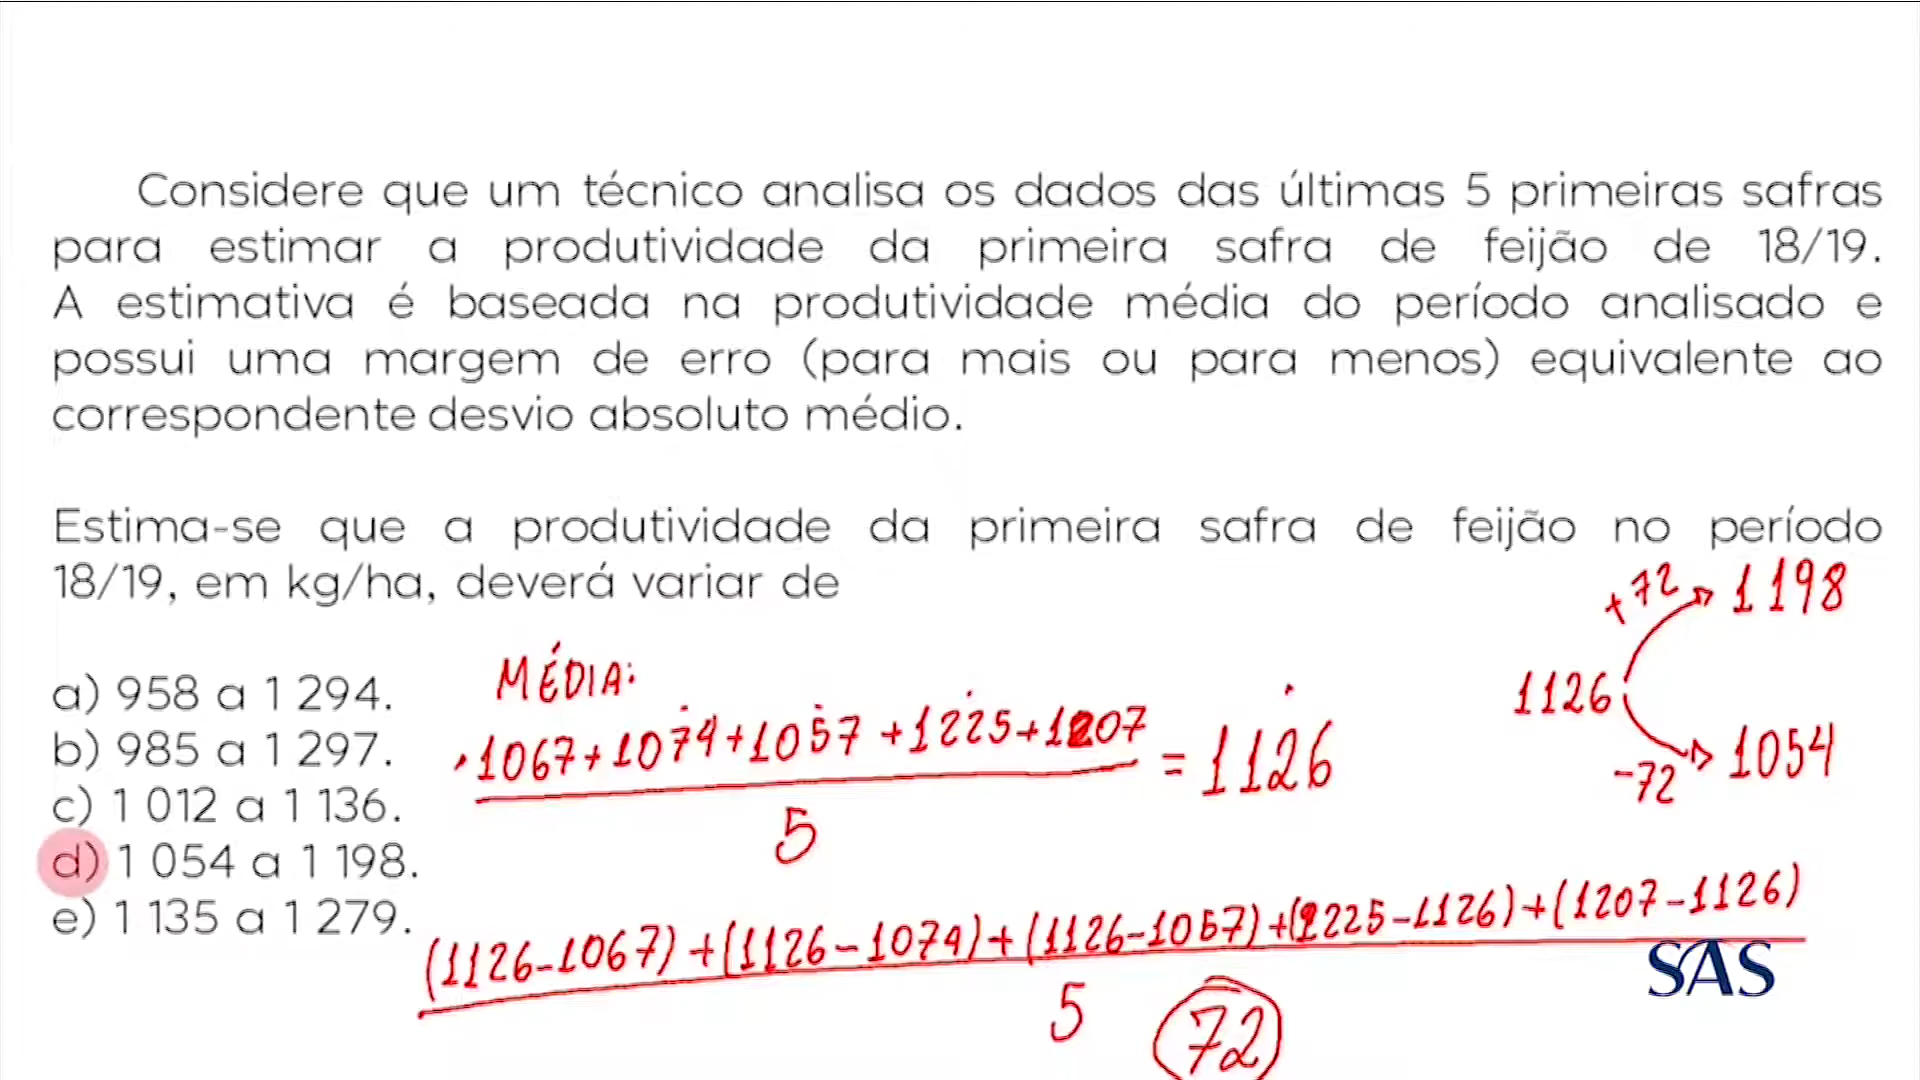 Considere que um técnico analisa os dados das últimas 5 primeiras safras
para estimar a produtividade da primeira safra de feijão de 18/19.
A estimativa é baseada na produtividade média do período analisado e
possui uma margem de erro (para mais ou para menos) equivalente ao
correspondente desvio absoluto médio.
Estima-se que a produtividade da primeira safra de feijão no período
18/19, em kg/ha, deverá variar de
a) 958 a 1 294.
b) 985 a 1 297.
c) 1 012 a 1 136.
d) 1 054 a 1 198.
e) 1 135 a 1 279.
MÉDIA:
1067+1074+1057+1225+1207
5
= 1126
+72
1198
1126
-72
1054
(1126-1067)+(1126-1074)+(1126-1057)+(1225-1126)+(1207-1126)
5
72
SAS